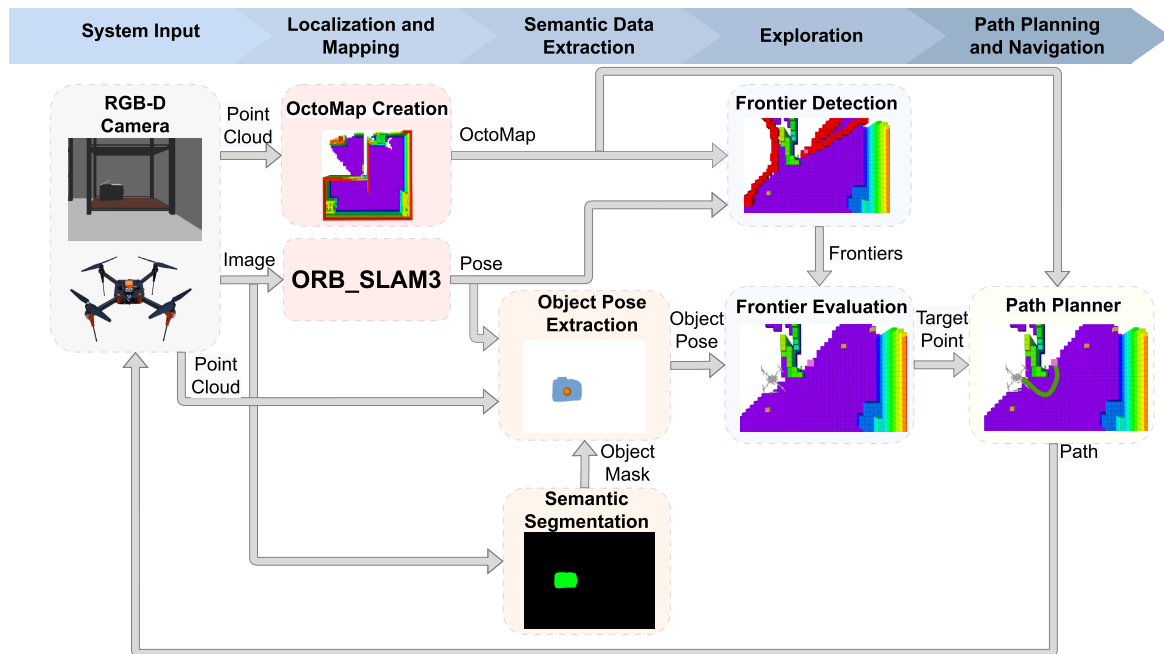 System Input
Localization and
Mapping
Semantic Data
Extraction
Exploration
Path Planning
and Navigation
RGB-D
Camera
Point
Cloud
OctoMap Creation
OctoMap
Frontier Detection
Image
ORB_SLAM3
Pose
Frontiers
Object Pose
Extraction
Object
Pose
Frontier Evaluation
Target
Point
Path Planner
Point
Cloud
Object
Mask
Path
Semantic
Segmentation